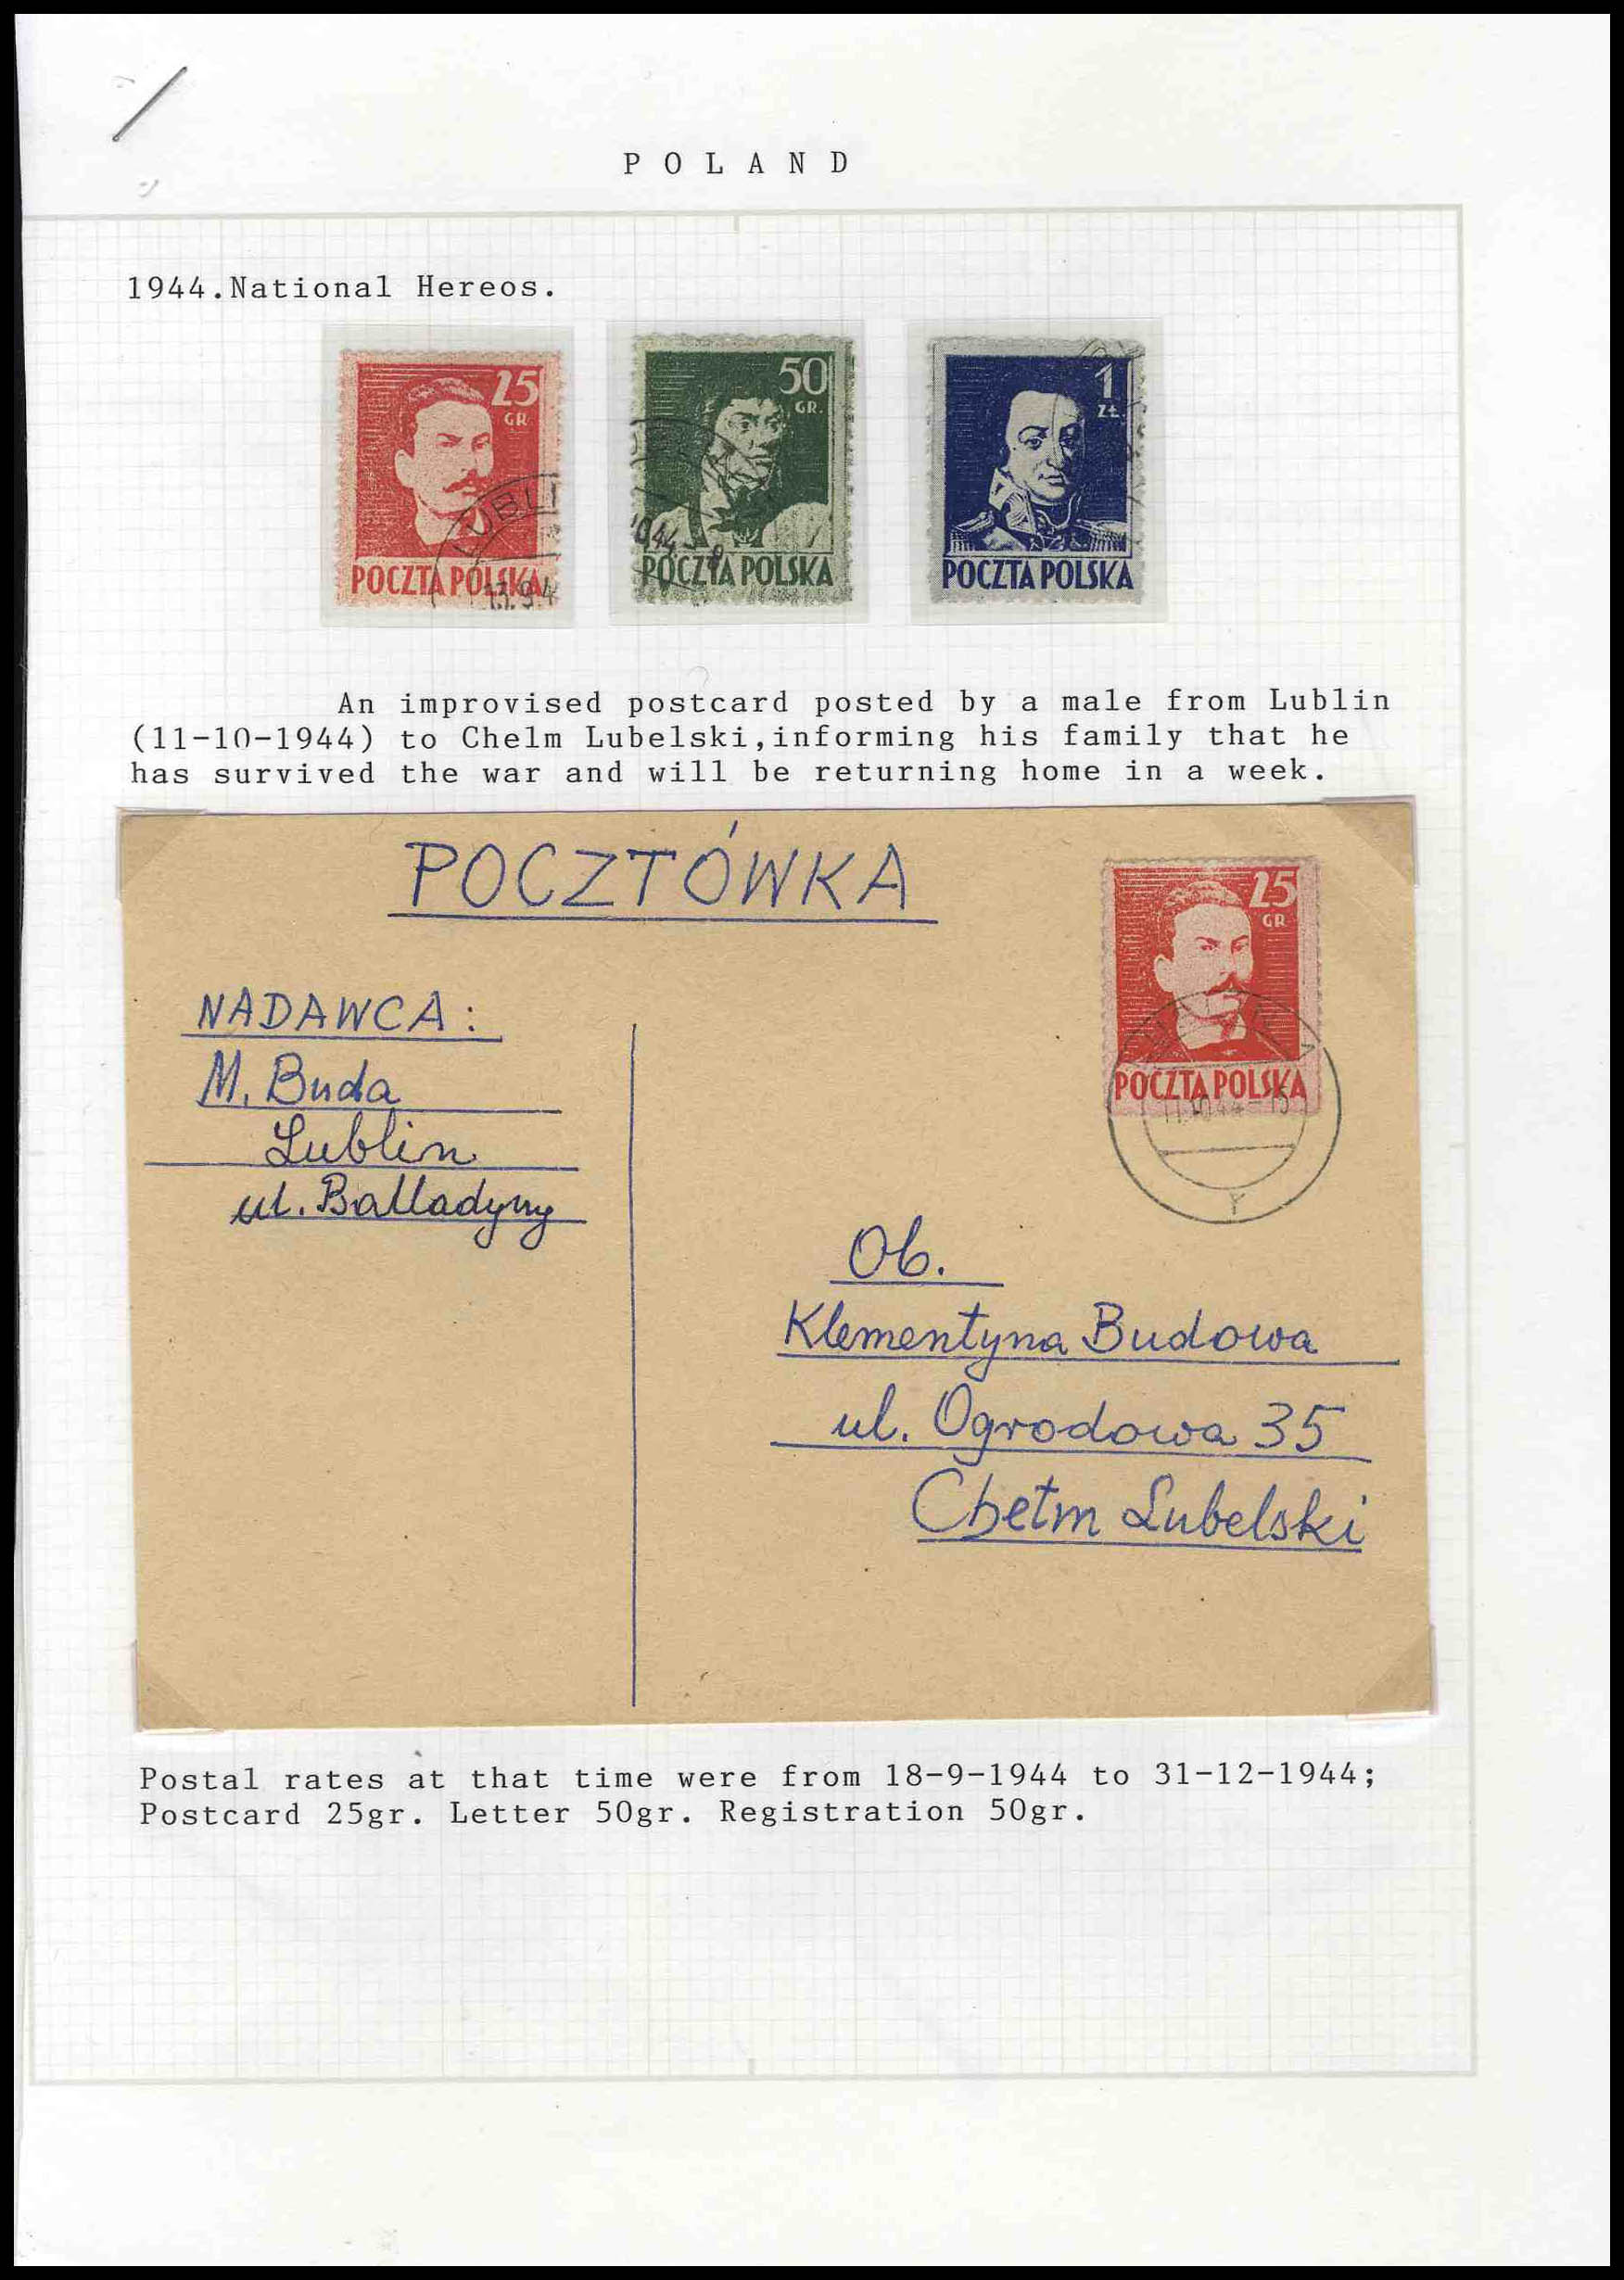 P O L A N D
1944.National Hereos.
25
GR.
POCZTA POLSKA
LUBLI
13.9.4
50
GR.
POCZTA POLSKA
1
ZŁ.
POCZTA POLSKA
An improvised postcard posted by a male from Lublin
(11-10-1944) to Chelm Lubelski,informing his family that he
has survived the war and will be returning home in a week.
POCZTÓWKA
25
GR.
POCZTA POLSKA
NADAWCA:
M. Buda
Lublin
ul. Balladyny
Ob.
Klementyna Budowa
ul. Ogrodowa 35
Chełm Lubelski
Postal rates at that time were from 18-9-1944 to 31-12-1944;
Postcard 25gr. Letter 50gr. Registration 50gr.